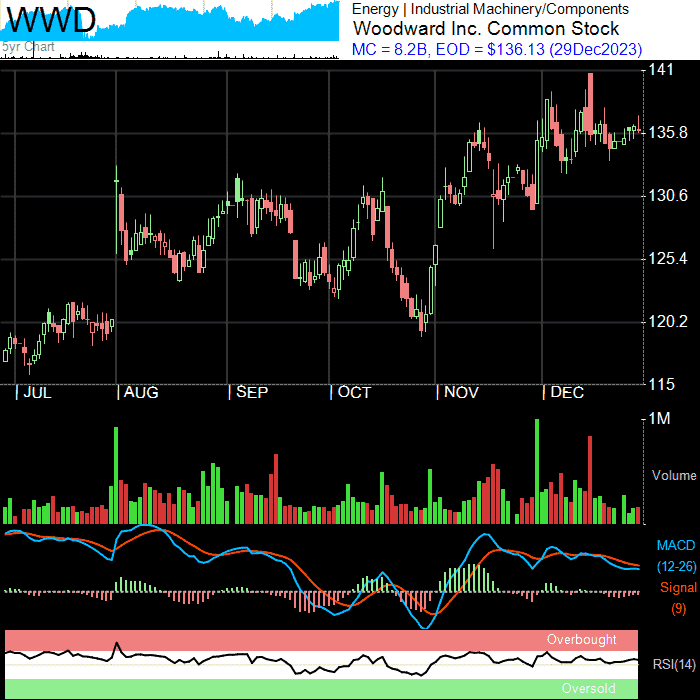 WWD
5yr Chart
Energy | Industrial Machinery/Components
Woodward Inc. Common Stock
MC = 8.2B, EOD = $136.13 (29Dec2023)
141
135.8
130.6
125.4
120.2
115
| JUL | AUG | SEP | OCT | NOV | DEC
1M
Volume
MACD
(12-26)
Signal
(9)
Overbought
RSI(14)
Oversold